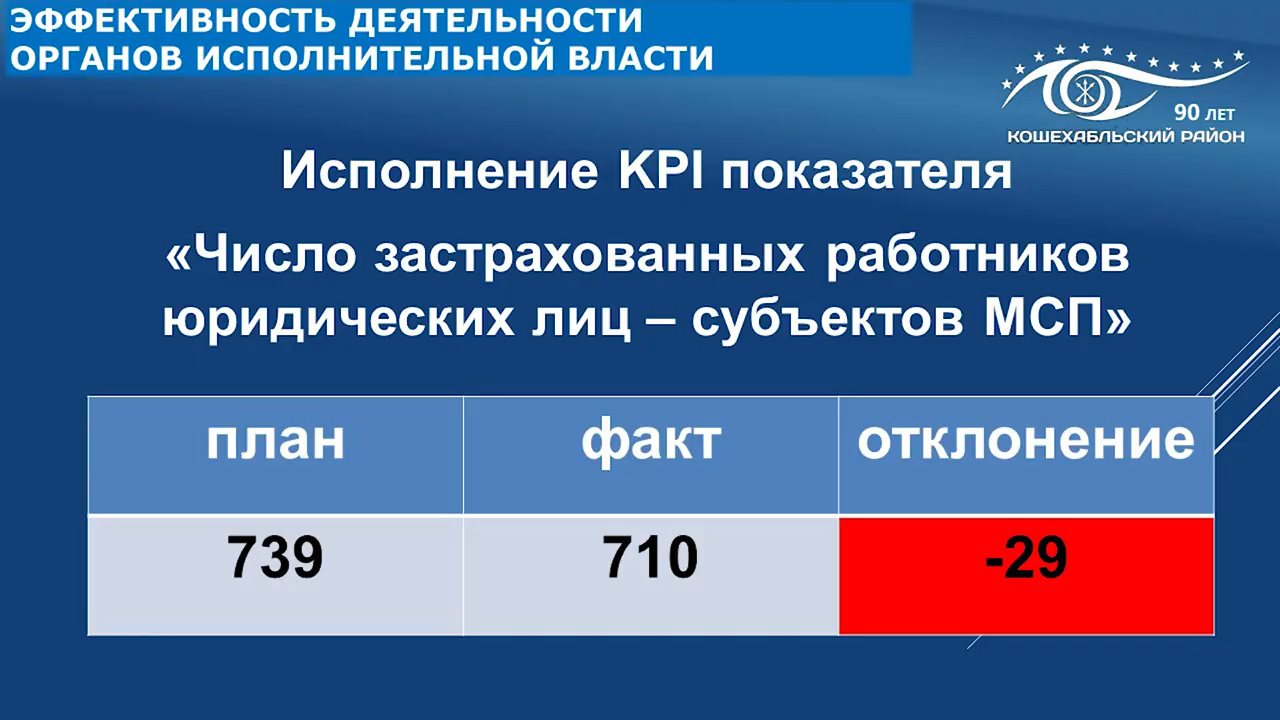 ЭФФЕКТИВНОСТЬ ДЕЯТЕЛЬНОСТИ
ОРГАНОВ ИСПОЛНИТЕЛЬНОЙ ВЛАСТИ
90 ЛЕТ
КОШЕХАБЛЬСКИЙ РАЙОН
Исполнение KPI показателя
«Число застрахованных работников
юридических лиц – субъектов МСП»
план факт отклонение
739 710 -29